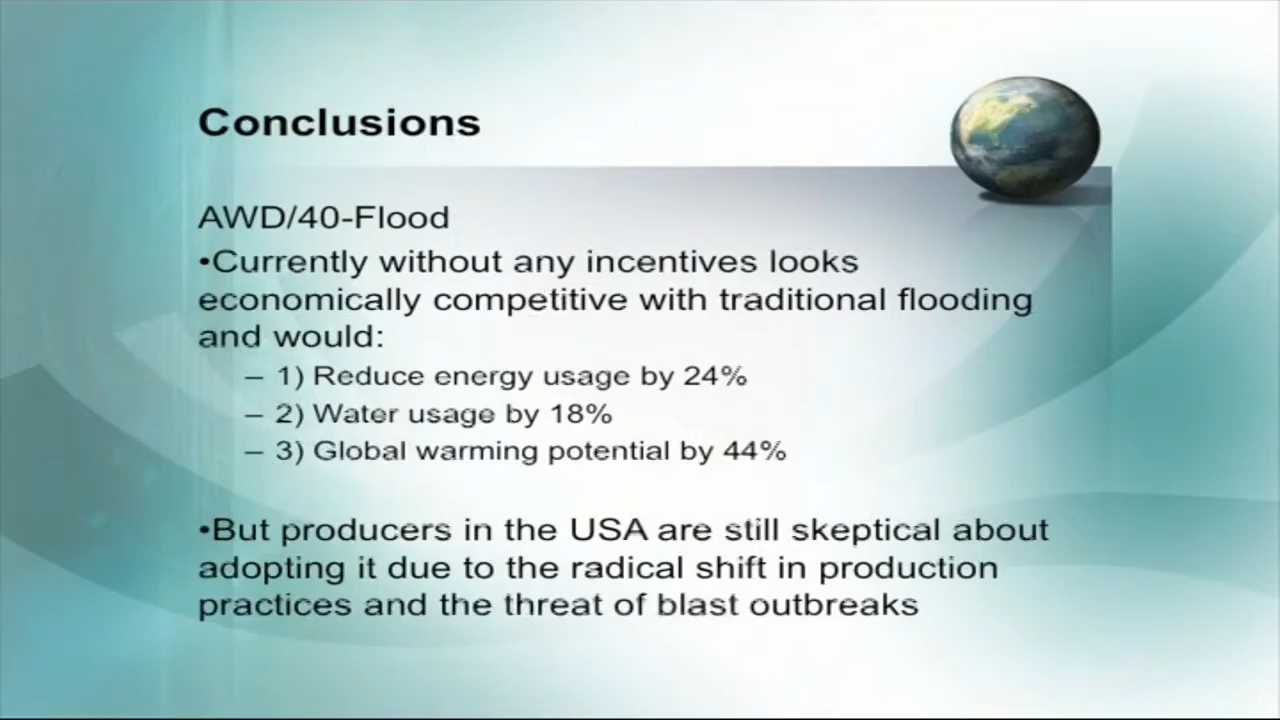 Conclusions
AWD/40-Flood
•Currently without any incentives looks
economically competitive with traditional flooding
and would:
– 1) Reduce energy usage by 24%
– 2) Water usage by 18%
– 3) Global warming potential by 44%
•But producers in the USA are still skeptical about
adopting it due to the radical shift in production
practices and the threat of blast outbreaks